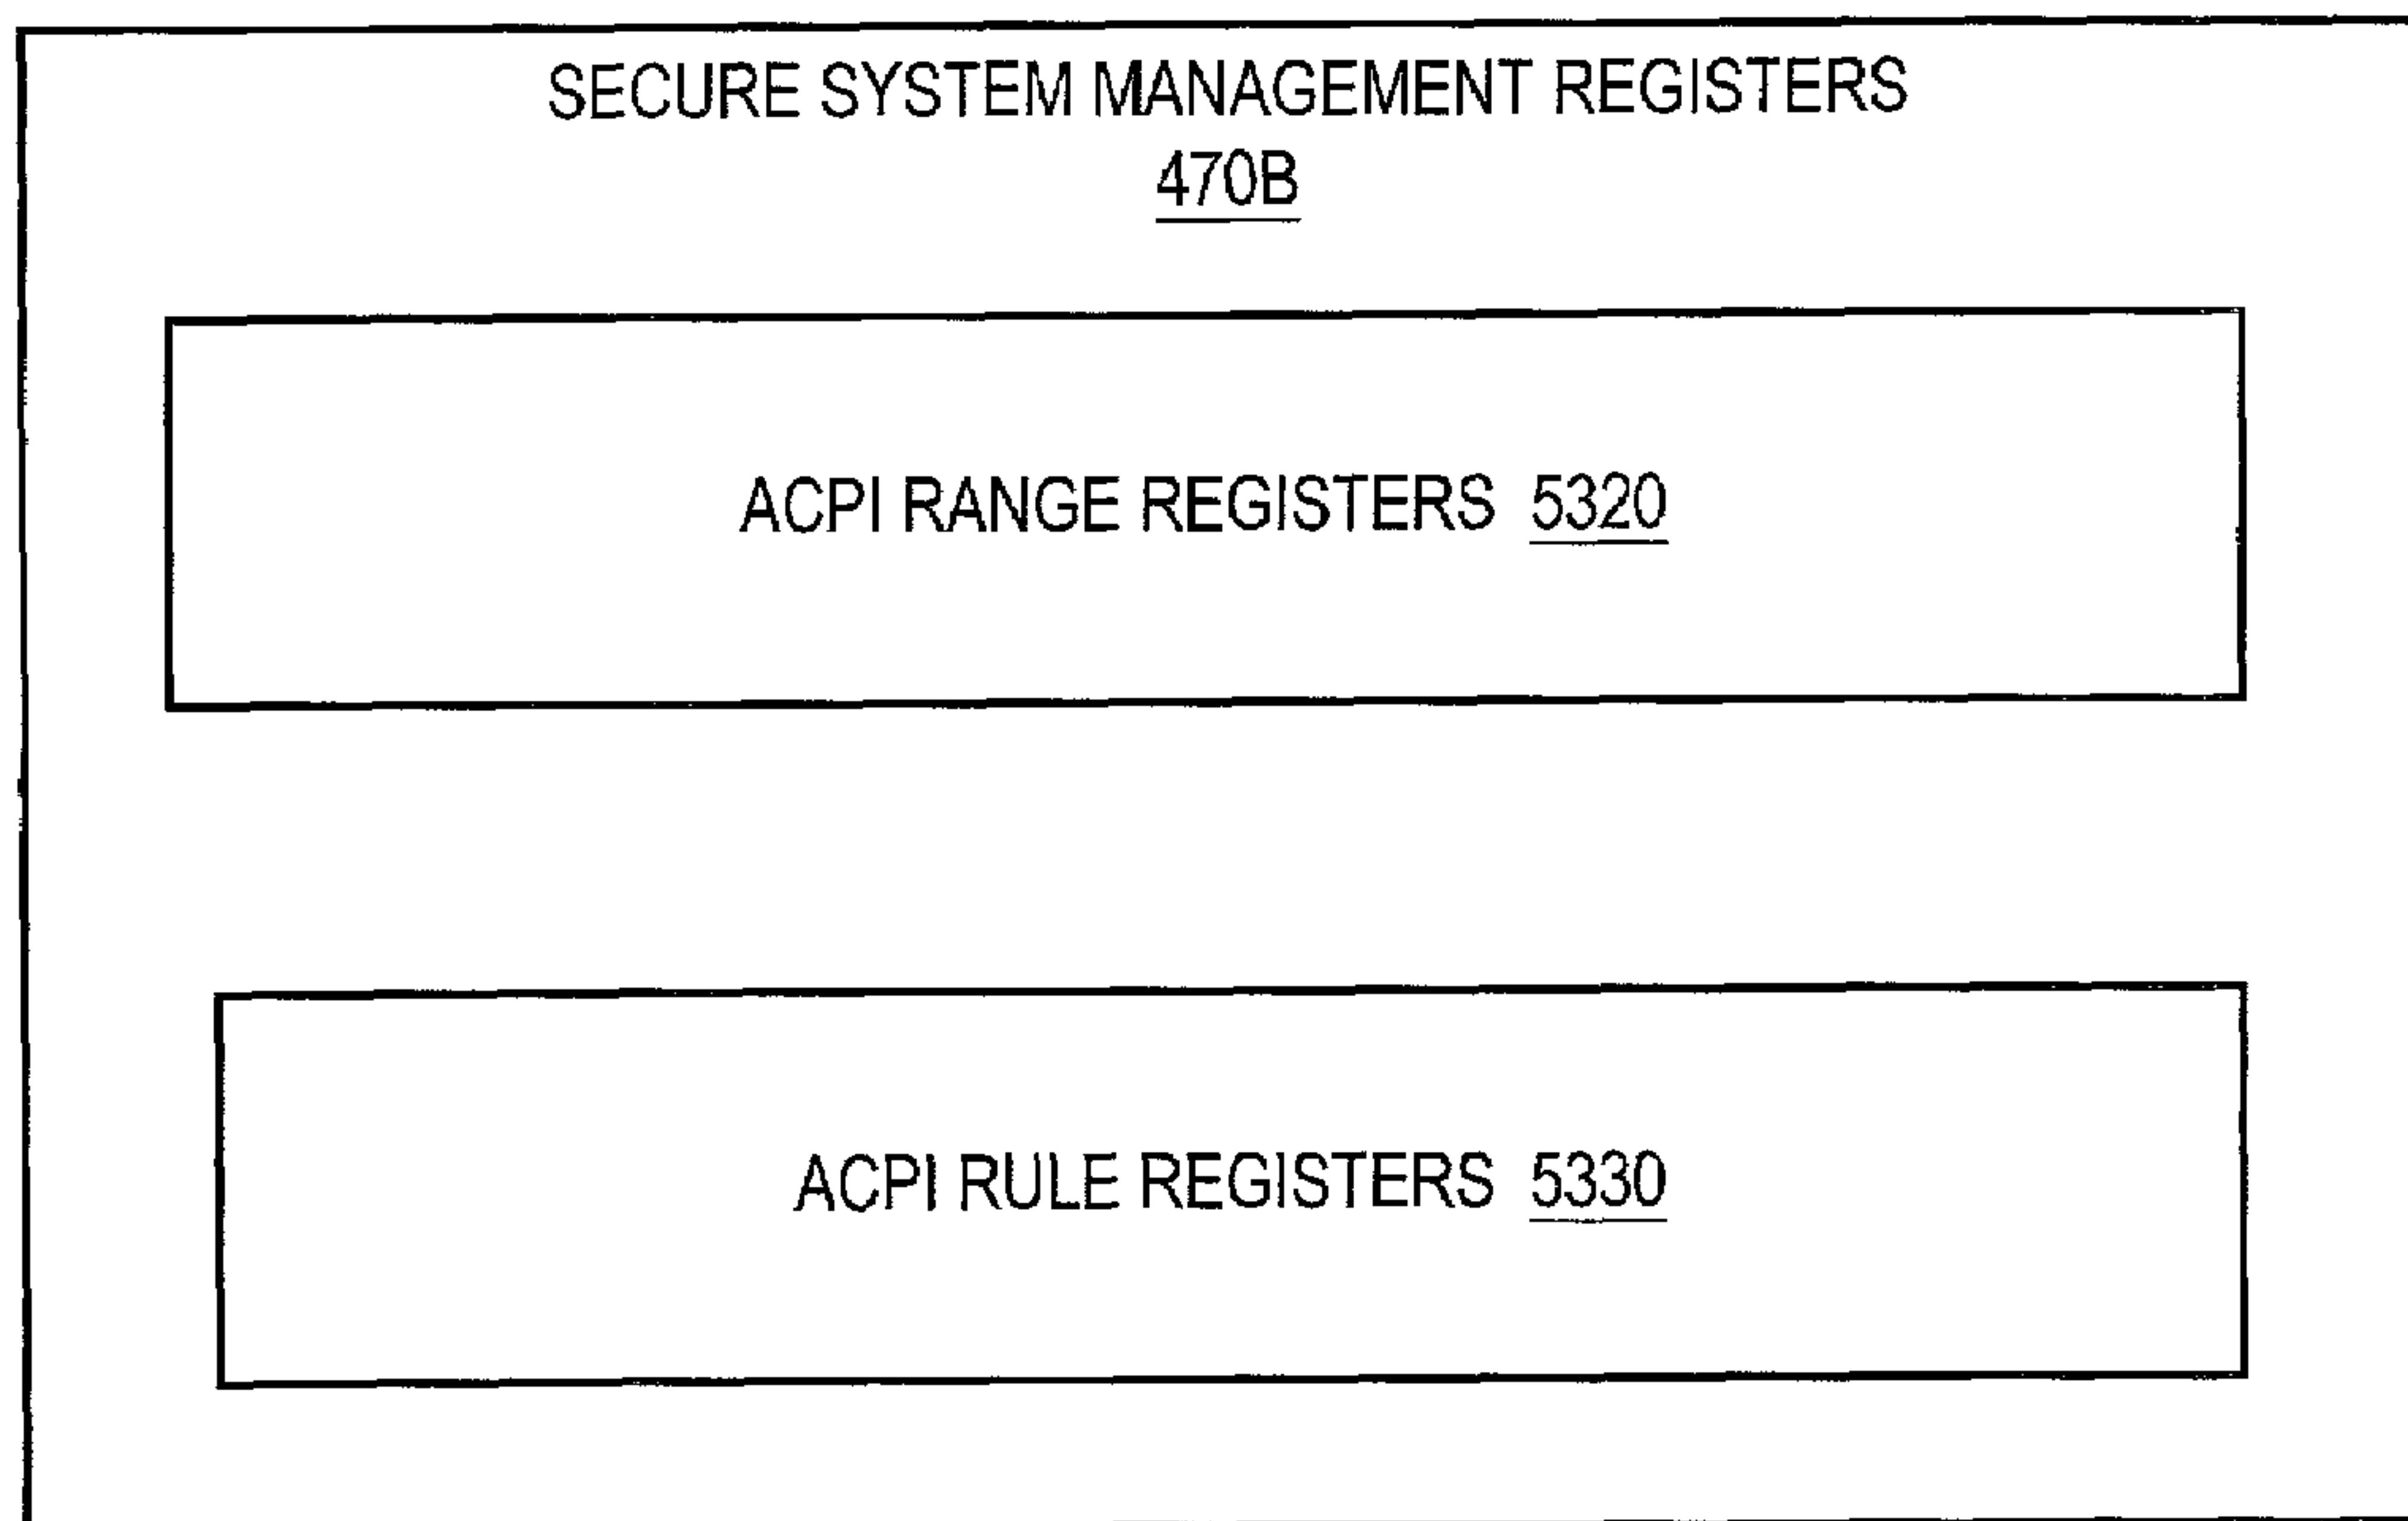 SECURE SYSTEM MANAGEMENT REGISTERS
470B
ACPI RANGE REGISTERS 5320
ACPI RULE REGISTERS 5330